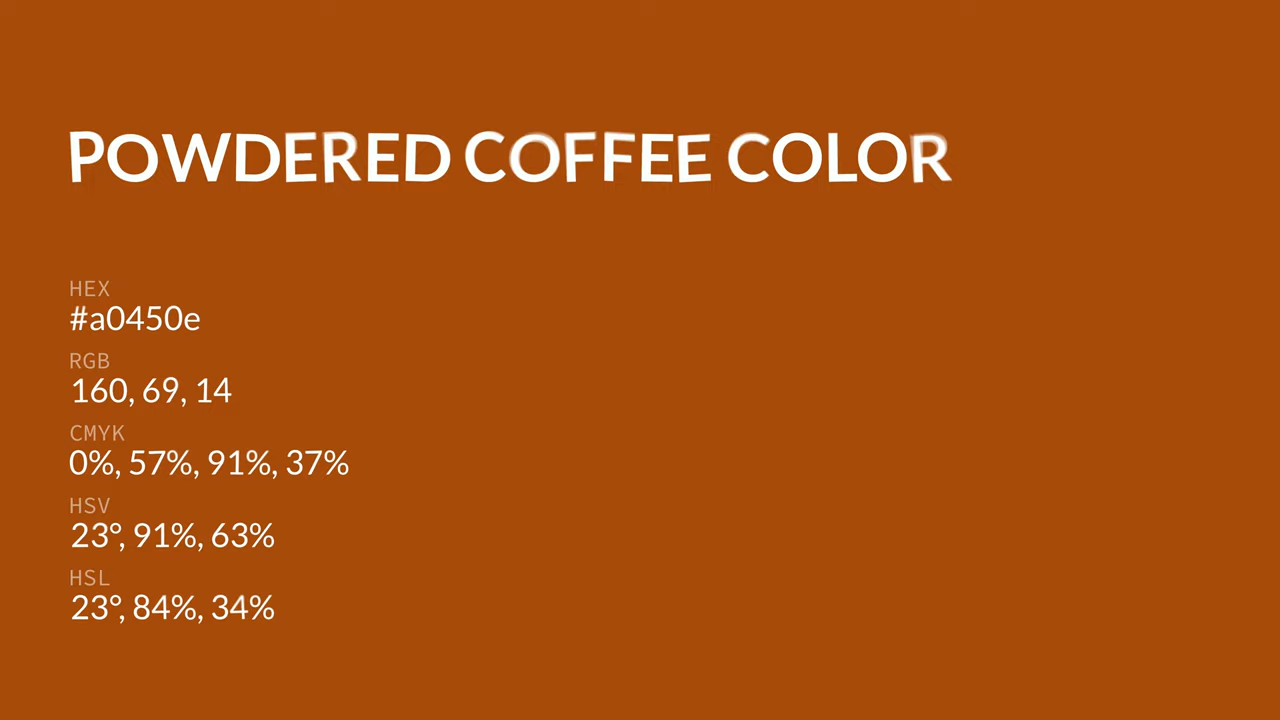 POWDERED COFFEE COLOR
HEX
#a0450e
RGB
160, 69, 14
CMYK
0%, 57%, 91%, 37%
HSV
23°, 91%, 63%
HSL
23°, 84%, 34%